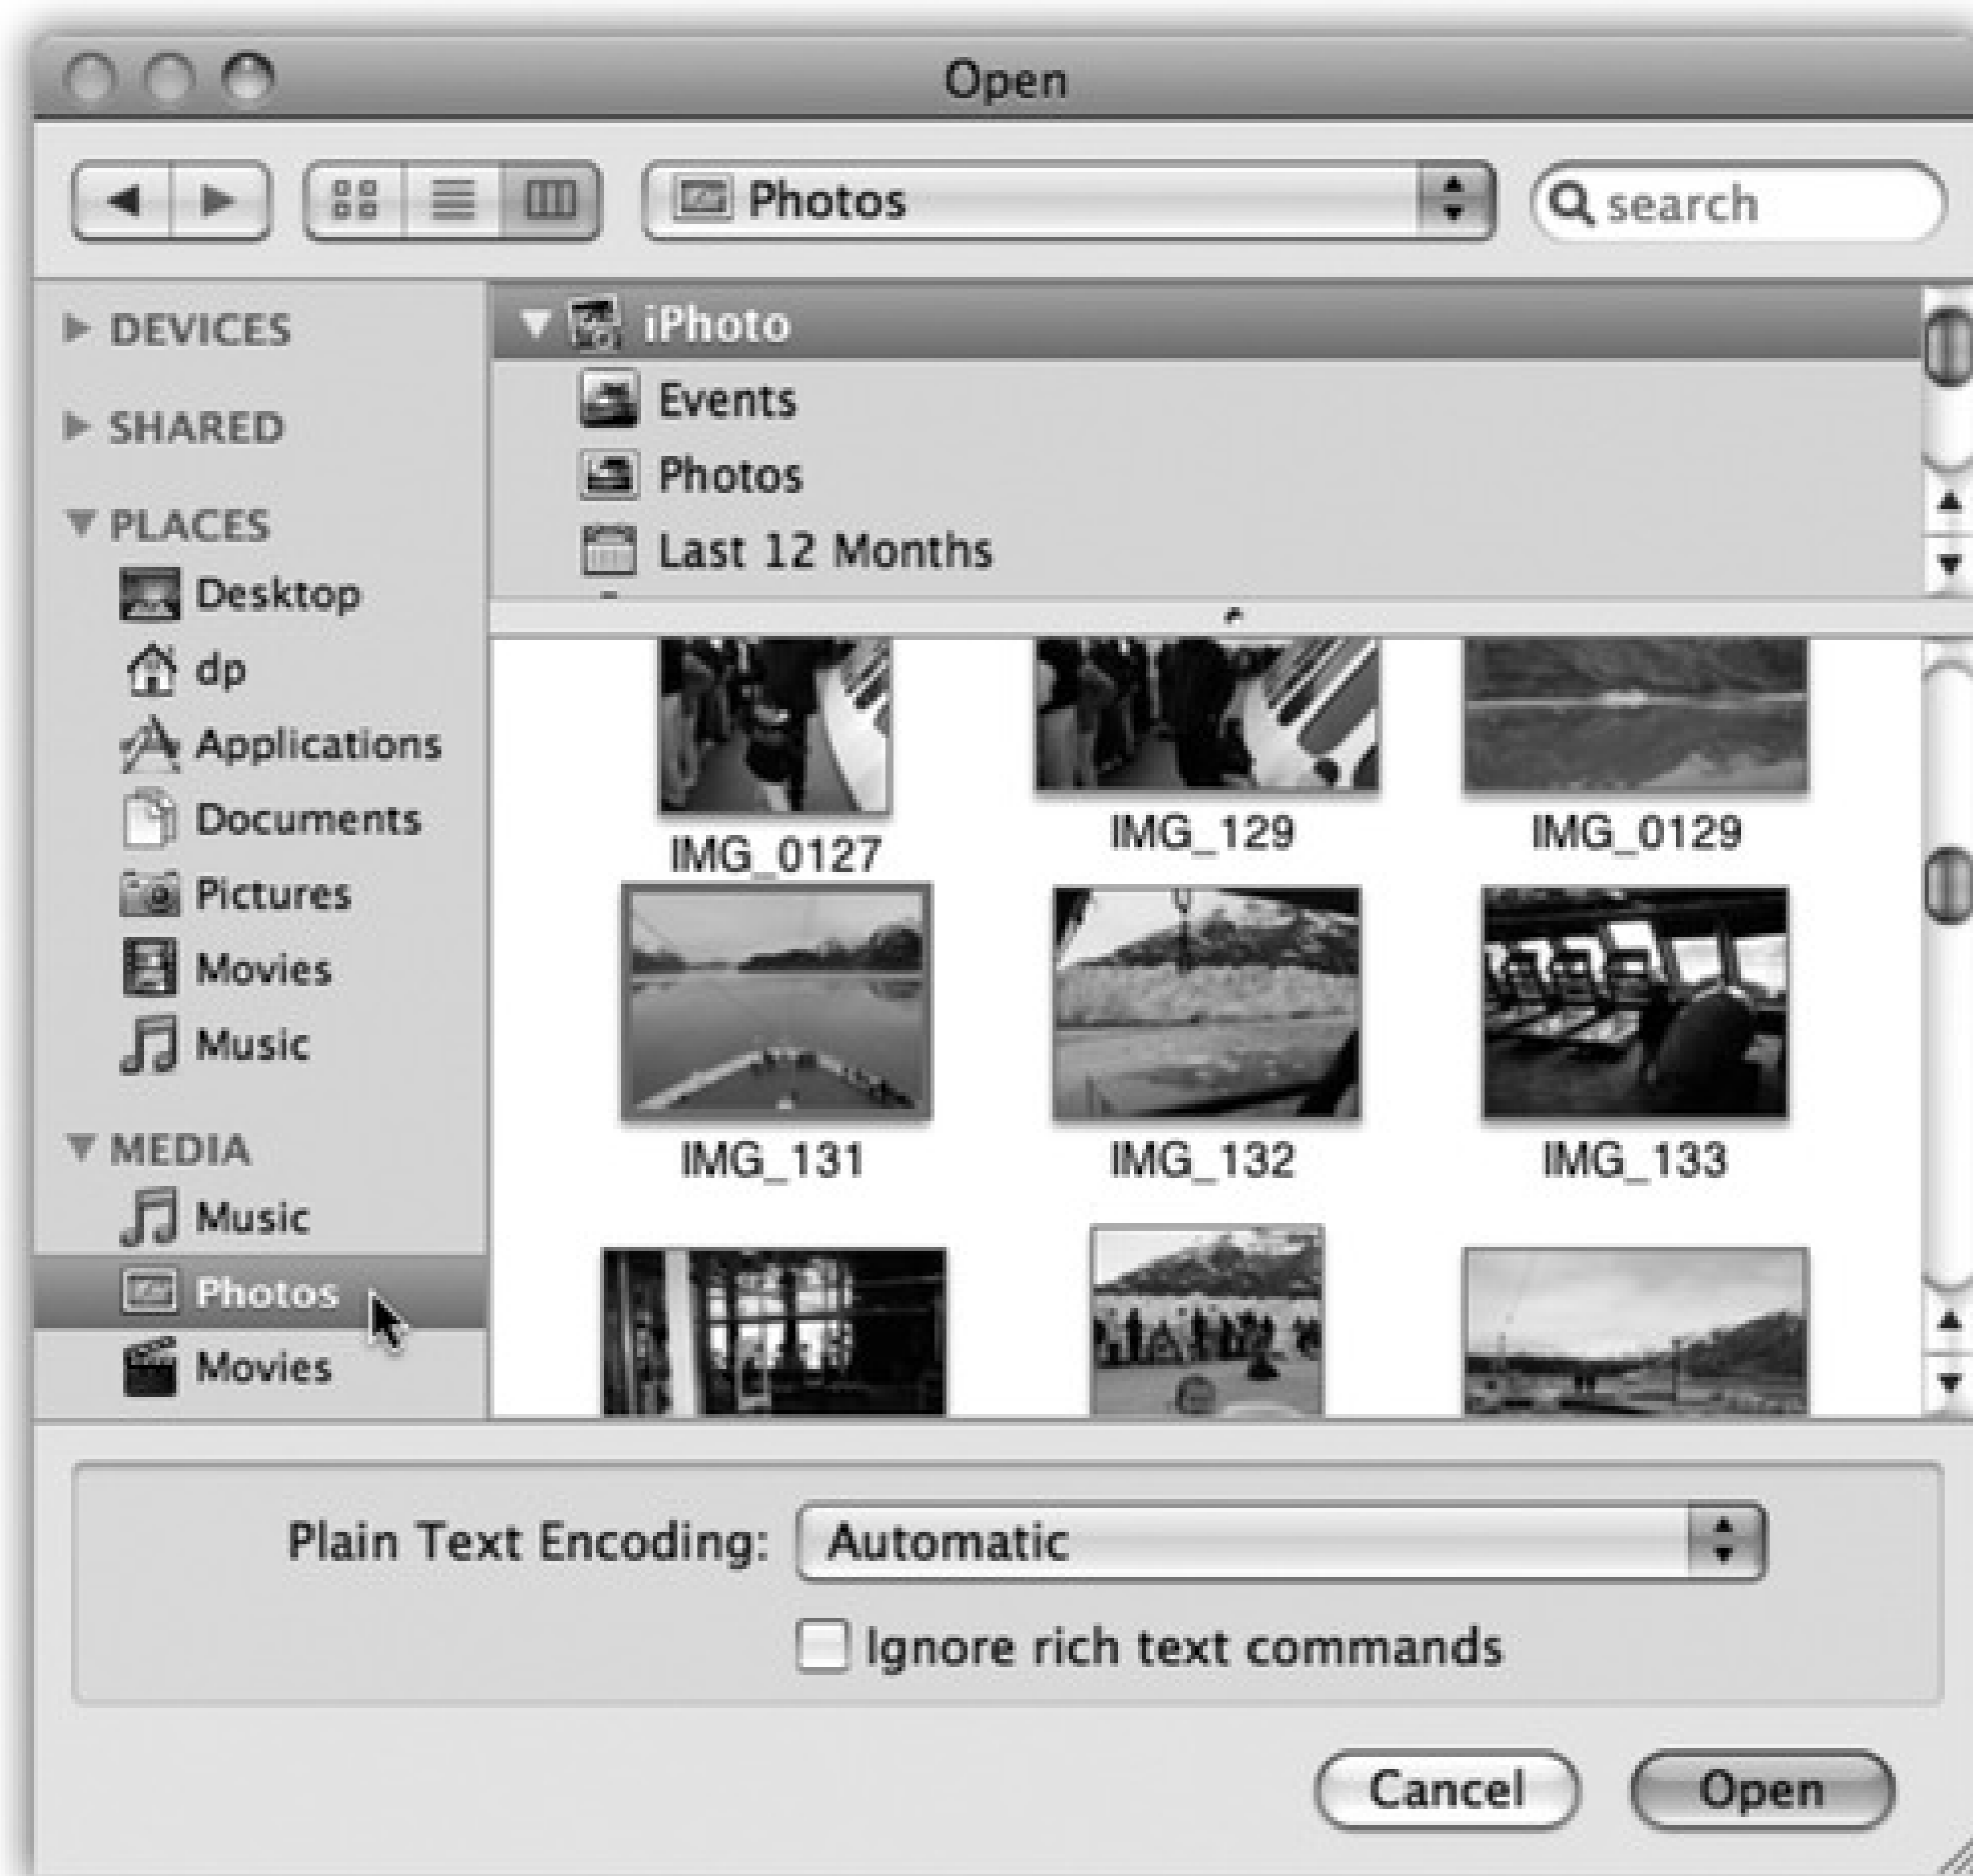 Open
Photos
search
DEVICES
SHARED
PLACES
Desktop
dp
Applications
Documents
Pictures
Movies
Music
MEDIA
Music
Photos
Movies
iPhoto
Events
Photos
Last 12 Months
IMG_0127
IMG_129
IMG_0129
IMG_131
IMG_132
IMG_133
Plain Text Encoding: Automatic
Ignore rich text commands
Cancel Open